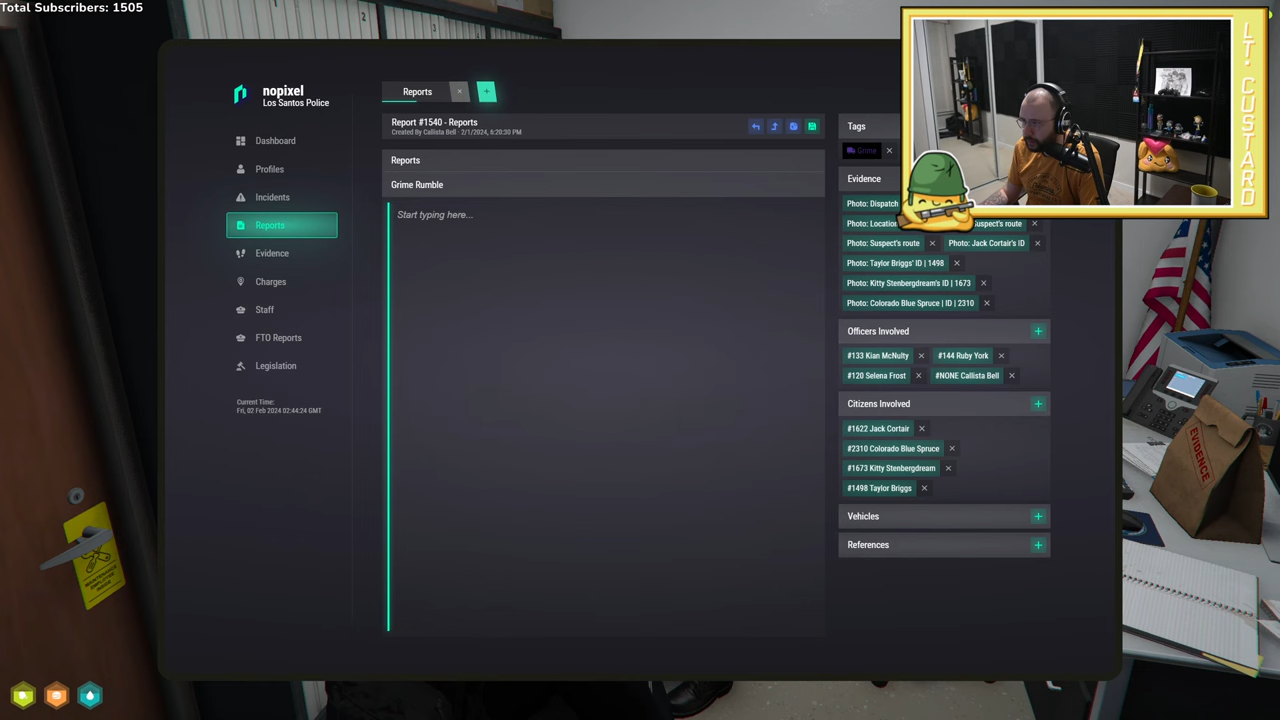 Total Subscribers: 1505
nopixel
Los Santos Police
Dashboard
Profiles
Incidents
Reports
Evidence
Charges
Staff
FTO Reports
Legislation
Current Time:
Fri, 02 Feb 2024 02:44:24 GMT
Reports
Report #1540 - Reports
Created By Callista Bell - 2/1/2024, 6:20:30 PM
Reports
Grime Rumble
Start typing here...
Tags
Grime
Evidence
Photo: Dispatch
Photo: Location
Suspect's route
Photo: Suspect's route
Photo: Jack Cortair's ID
Photo: Taylor Briggs' ID | 1498
Photo: Kitty Stenbergdream's ID | 1673
Photo: Colorado Blue Spruce | ID | 2310
Officers Involved
#133 Kian McNulty
#144 Ruby York
#120 Selena Frost
#NONE Callista Bell
Citizens Involved
#1622 Jack Cortair
#2310 Colorado Blue Spruce
#1673 Kitty Stenbergdream
#1498 Taylor Briggs
Vehicles
References
LT. CUSTARD
EVIDENCE
1
2